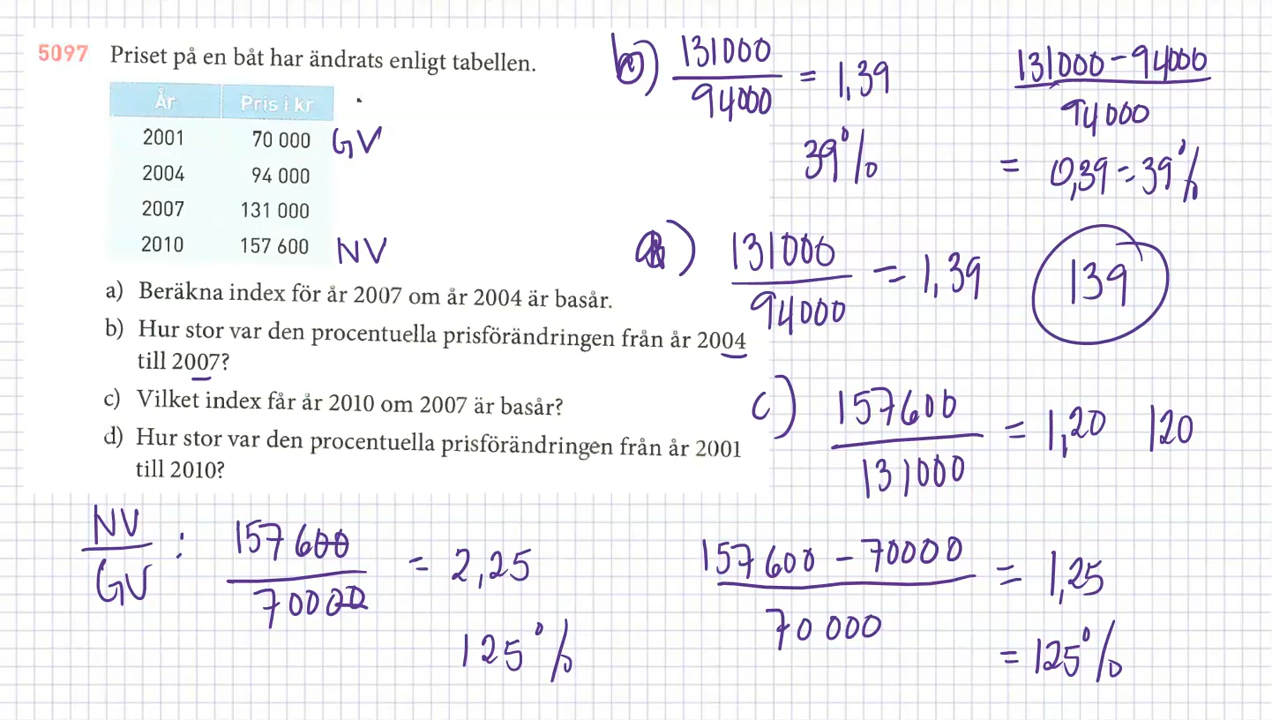 5097 Priset på en båt har ändrats enligt tabellen.
År Pris i kr
2001 70 000 GV
2004 94 000
2007 131 000
2010 157 600 NV
a) Beräkna index för år 2007 om år 2004 är basår.
b) Hur stor var den procentuella prisförändringen från år 2004
till 2007?
c) Vilket index får år 2010 om 2007 är basår?
d) Hur stor var den procentuella prisförändringen från år 2001
till 2010?
b) 131000/94000 = 1,39
39%
131000-94000/94000
= 0,39=39%
a) 131000/94000 = 1,39 139
c) 157600/131000 = 1,20 120
NV/GV : 157600/70000 = 2,25
125%
157600-70000/70000 = 1,25
= 125%